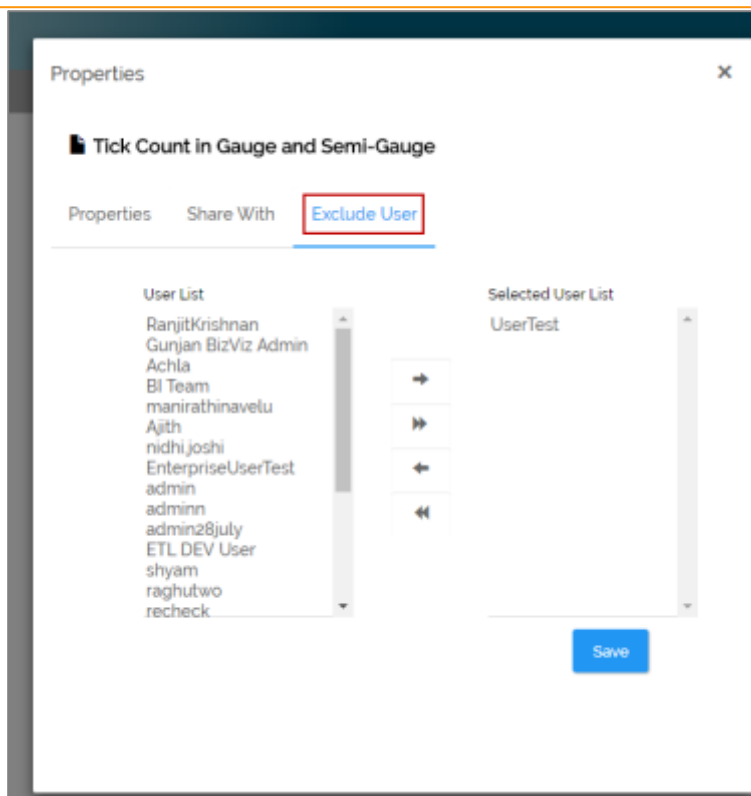 Properties
Tick Count in Gauge and Semi-Gauge
Properties Share With Exclude User
User List
RanjitKrishnan
Gunjan BizViz Admin
Achla
BI Team
manirathinavelu
Ajith
nidhi.joshi
EnterpriseUserTest
admin
adminn
admin28july
ETL DEV User
shyam
raghutwo
recheck
Selected User List
UserTest
Save